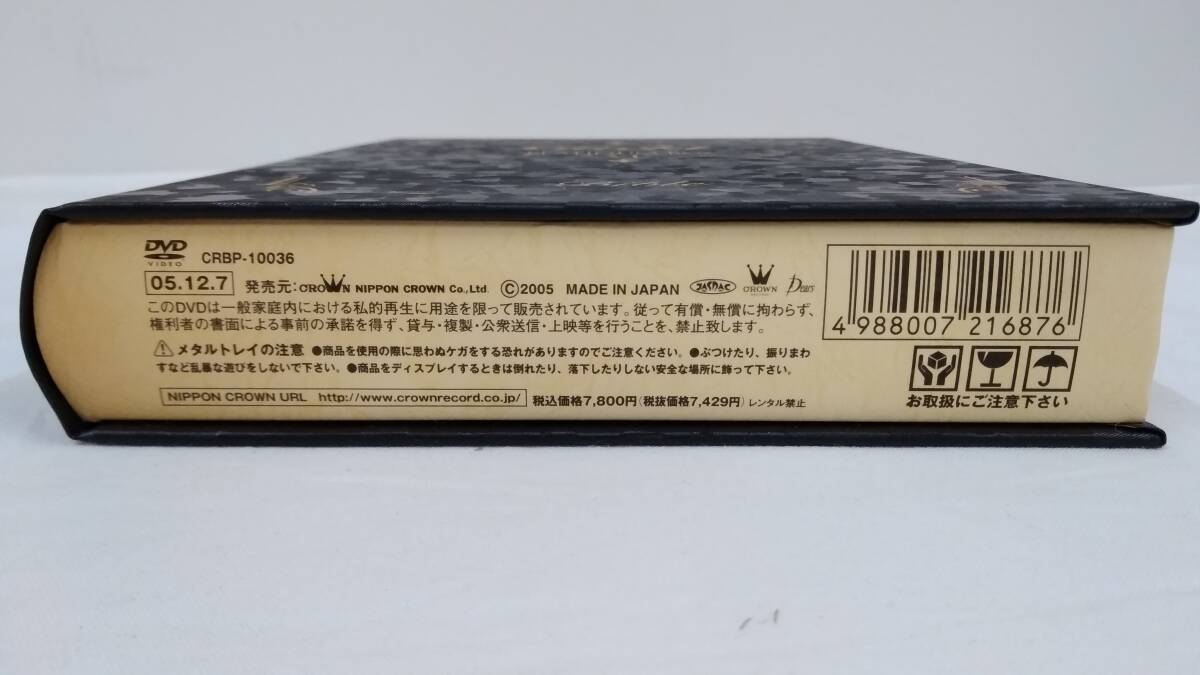 DVD
VIDEO
CRBP-10036
05.12.7 発売元:CROWN NIPPON CROWN Co., Ltd. Ⓒ2005 MADE IN JAPAN JASRAC CROWN Dears
このDVDは一般家庭内における私的再生に用途を限って販売されています。従って有償・無償に拘わらず、
権利者の書面による事前の承諾を得ず、貸与・複製・公衆送信・上映等を行うことを、禁止致します。
メタルトレイの注意 ●商品を使用の際に思わぬケガをする恐れがありますのでご注意ください。●ぶつけたり、振りまわ
すなど乱暴な遊びをしないで下さい。●商品をディスプレイするときは倒れたり、落下したりしない安全な場所に飾って下さい。
NIPPON CROWN URL http://www.crownrecord.co.jp/ 税込価格7,800円(税抜価格7,429円) レンタル禁止
4 988007 216876
お取扱にご注意下さい